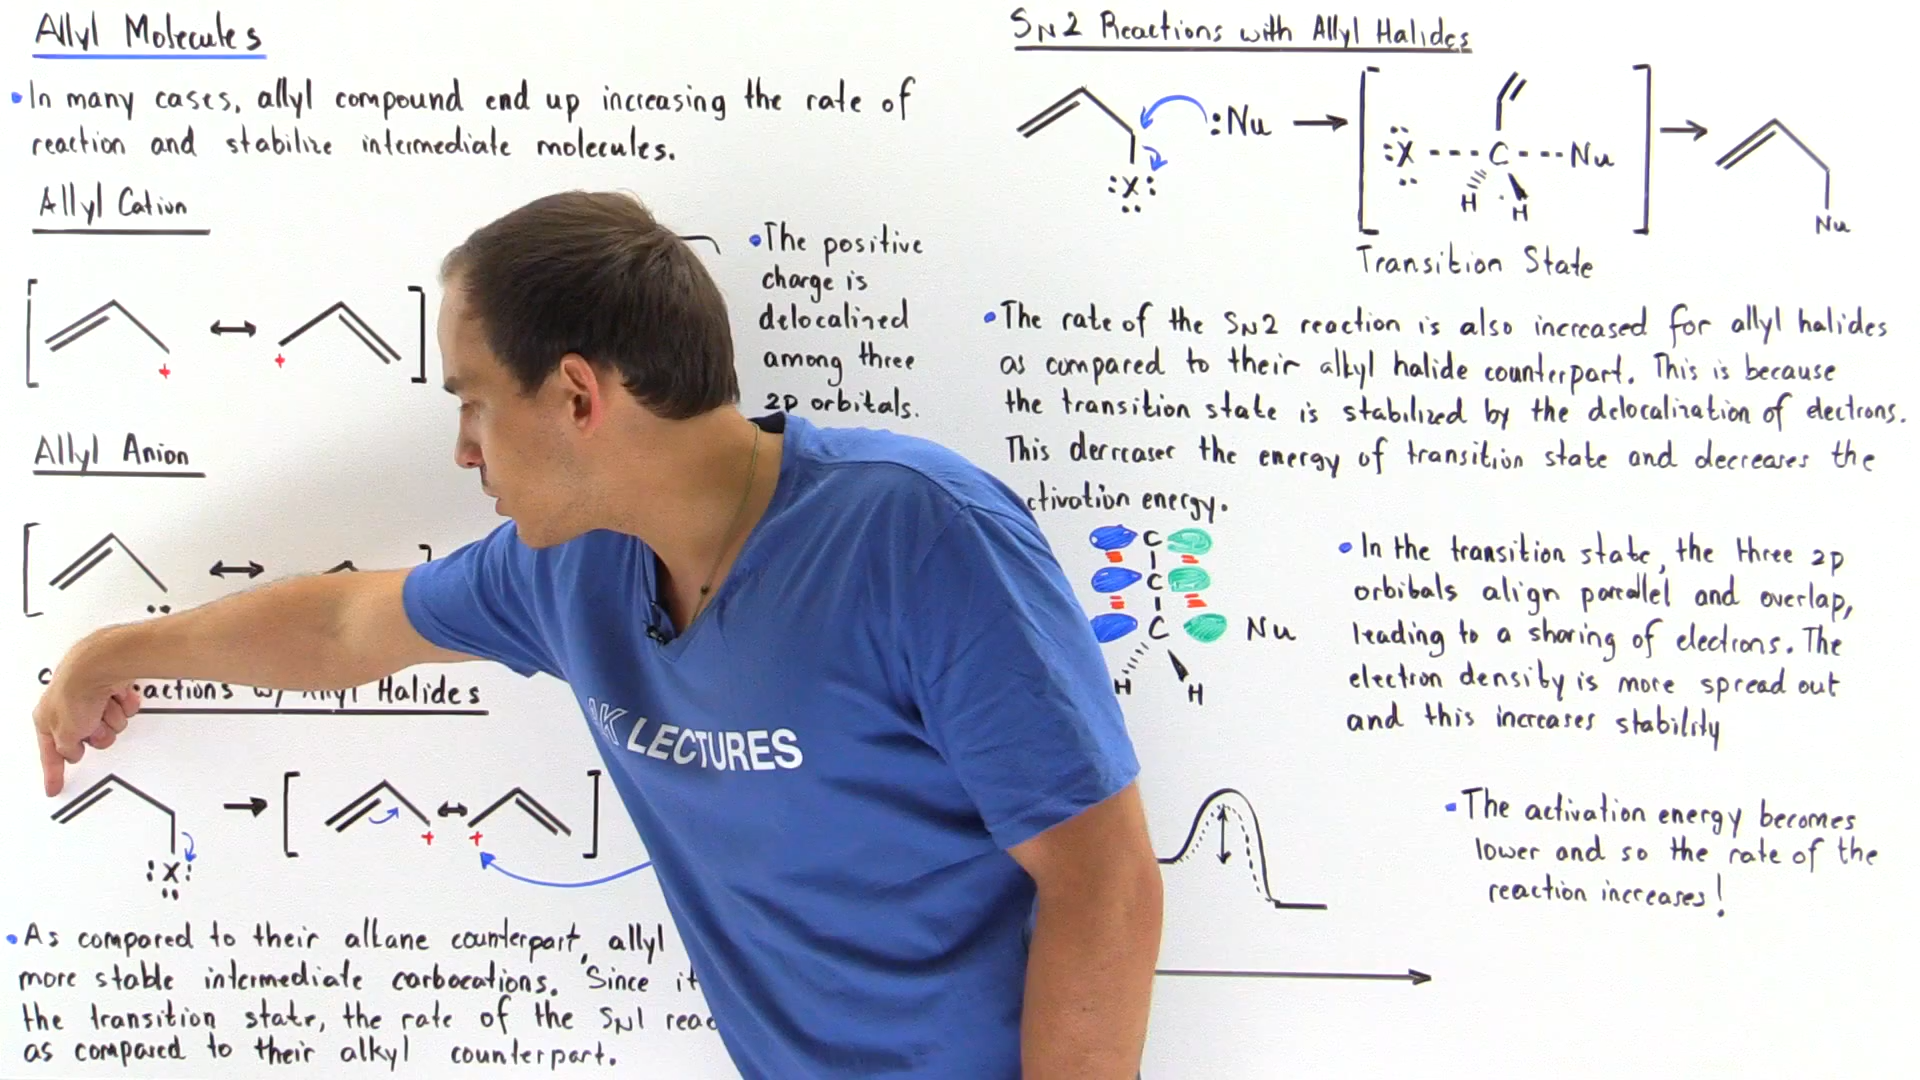 Allyl Molecules
• In many cases, allyl compound end up increasing the rate of
reaction and stabilize intermediate molecules.
Allyl Cation
+
+
• The positive
charge is
delocalized
among three
2p orbitals.
Allyl Anion
actions w/ Allyl Halides
:X:
+
+
• As compared to their alkane counterpart, allyl
more stable intermediate carbocations. Since it
the transition state, the rate of the SN1 reac
as compared to their alkyl counterpart.
AK LECTURES
SN2 Reactions with Allyl Halides
:X:
:Nu
:X C Nu
H H
Nu
Transition State
• The rate of the SN2 reaction is also increased for allyl halides
as compared to their alkyl halide counterpart. This is because
the transition state is stabilized by the delocalization of electrons.
This decreases the energy of transition state and decreases the
ctivation energy.
C
C
C Nu
H H
• In the transition state, the three 2p
orbitals align parallel and overlap,
leading to a sharing of electrons. The
electron density is more spread out
and this increases stability
• The activation energy becomes
lower and so the rate of the
reaction increases!